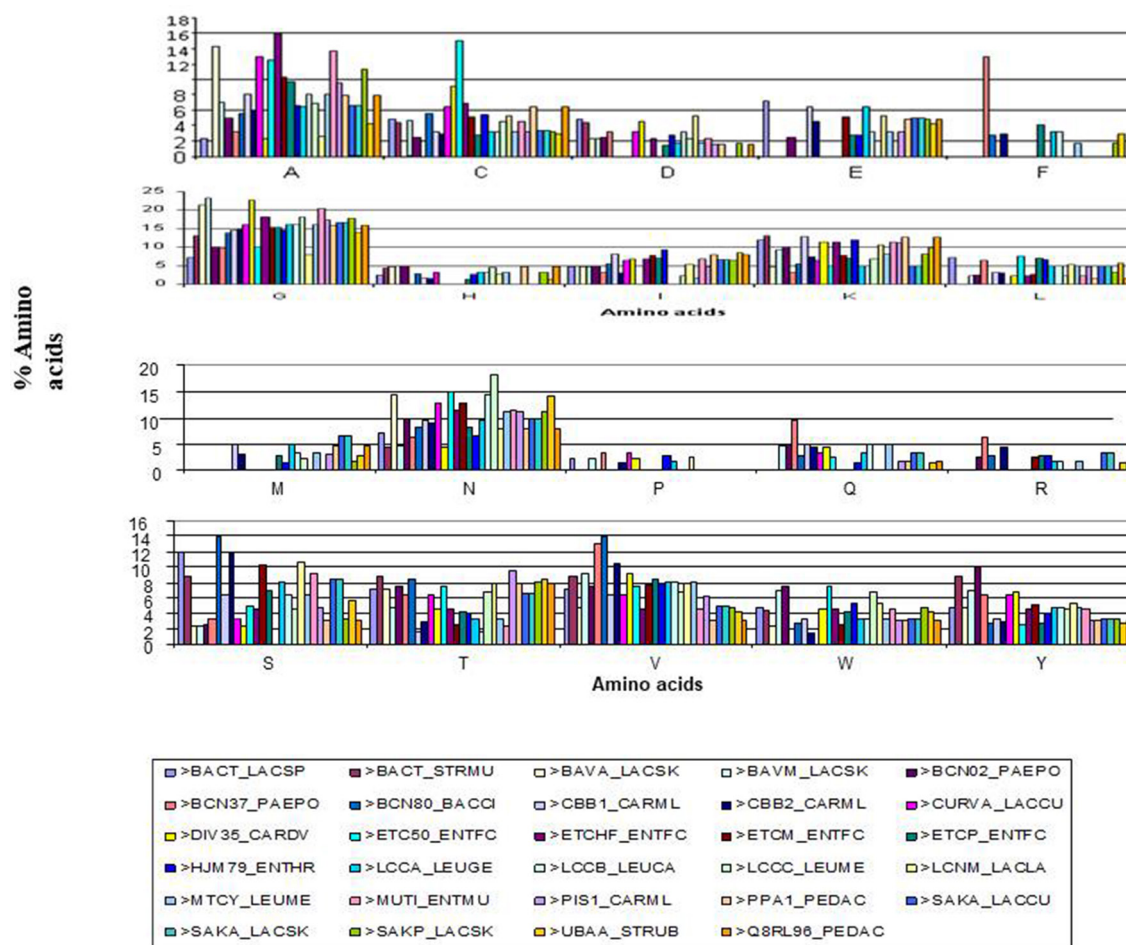 18
16
14
12
8
6
4
2
0
A C D E F
25
20
15
10
5
0
G H I K L
Amino acids
% Amino
acids
20
15
10
5
0
M N P Q R
16
14
12
10
8
6
4
2
0
S T V W Y
Amino acids
>BACT_LACSP >BACT_STRMU >BAVA_LACSK >BAVM_LACSK >BCN02_PAEPO
>BCN37_PAEPO >BCN80_BACCI >CBB1_CARML >CBB2_CARML >CURVA_LACCU
>DIV35_CARDV >ETC50_ENTFC >ETCHF_ENTFC >ETCM_ENTFC >ETCP_ENTFC
>HJM79_ENTHR >LCCA_LEUGE >LCCB_LEUCA >LCCC_LEUME >LCNM_LACLA
>MTCY_LEUME >MUTI_ENTMU >PIS1_CARML >PPA1_PEDAC >SAKA_LACCU
>SAKA_LACSK >SAKP_LACSK >UBAA_STRUB >Q8RL96_PEDAC